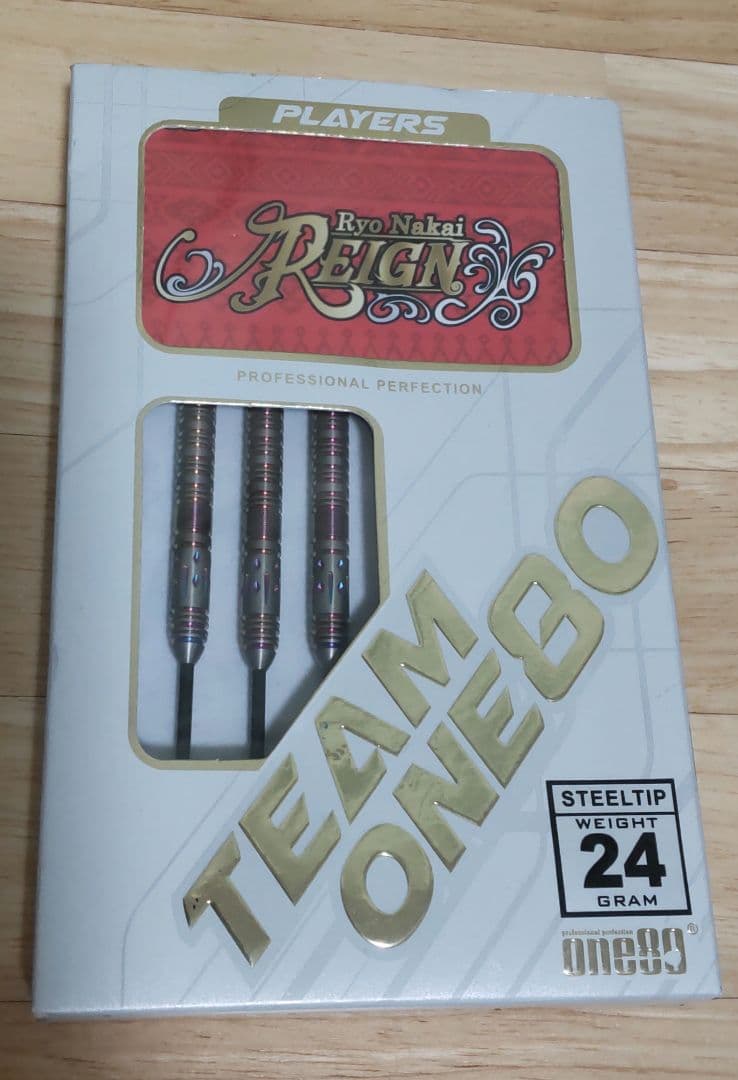 PLAYERS
Ryo Nakai
REIGN
PROFESSIONAL PERFECTION
TEAM
ONE80
STEELTIP
WEIGHT
24
GRAM
professional perfection
one80®